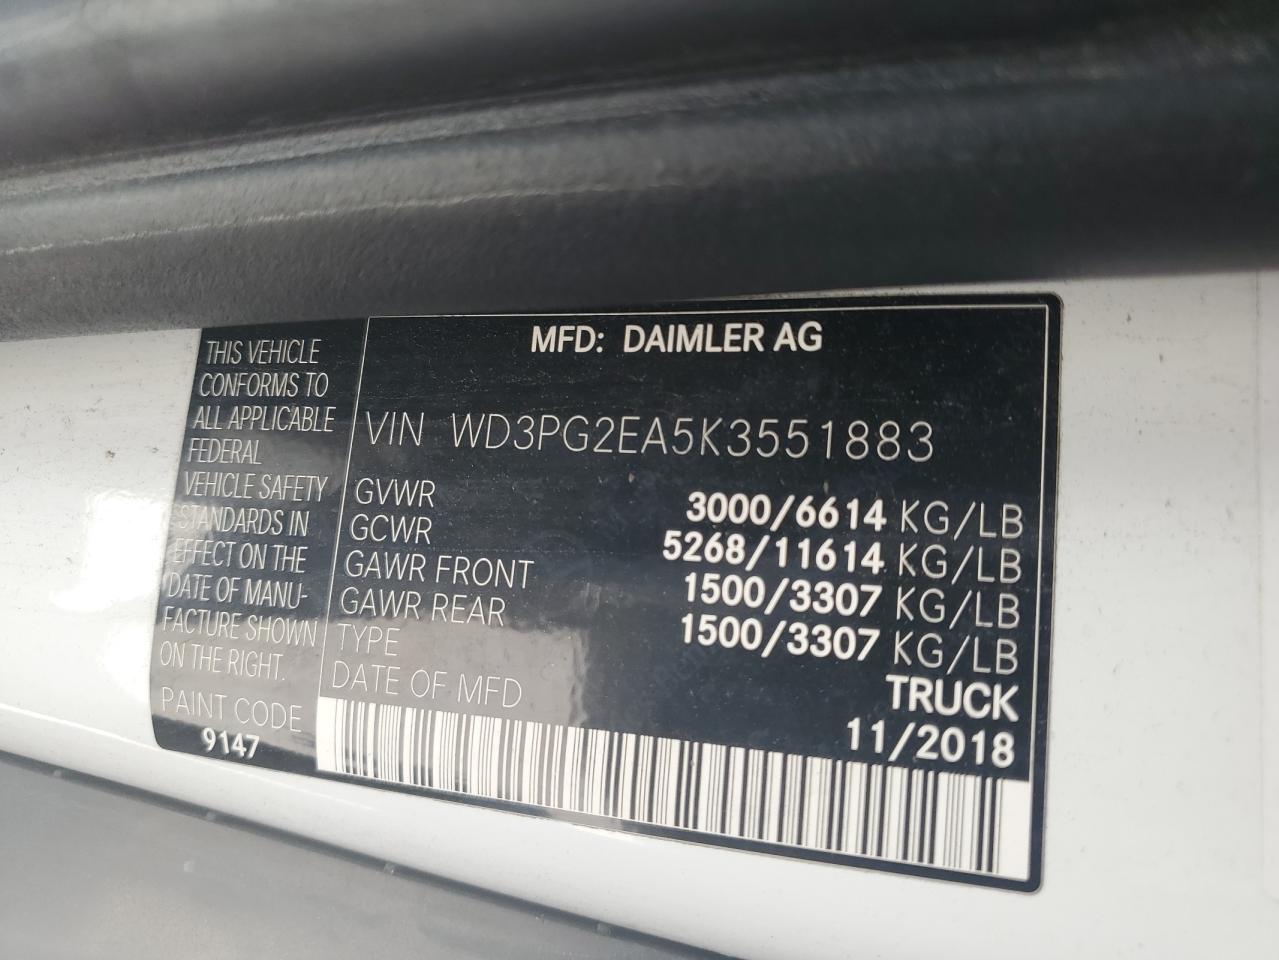 THIS VEHICLE
CONFORMS TO
ALL APPLICABLE
FEDERAL
VEHICLE SAFETY
STANDARDS IN
EFFECT ON THE
DATE OF MANU-
FACTURE SHOWN
ON THE RIGHT.
PAINT CODE
9147
MFD: DAIMLER AG
VIN WD3PG2EA5K3551883
GVWR 3000/6614 KG/LB
GCWR 5268/11614 KG/LB
GAWR FRONT 1500/3307 KG/LB
GAWR REAR 1500/3307 KG/LB
TYPE TRUCK
DATE OF MFD 11/2018